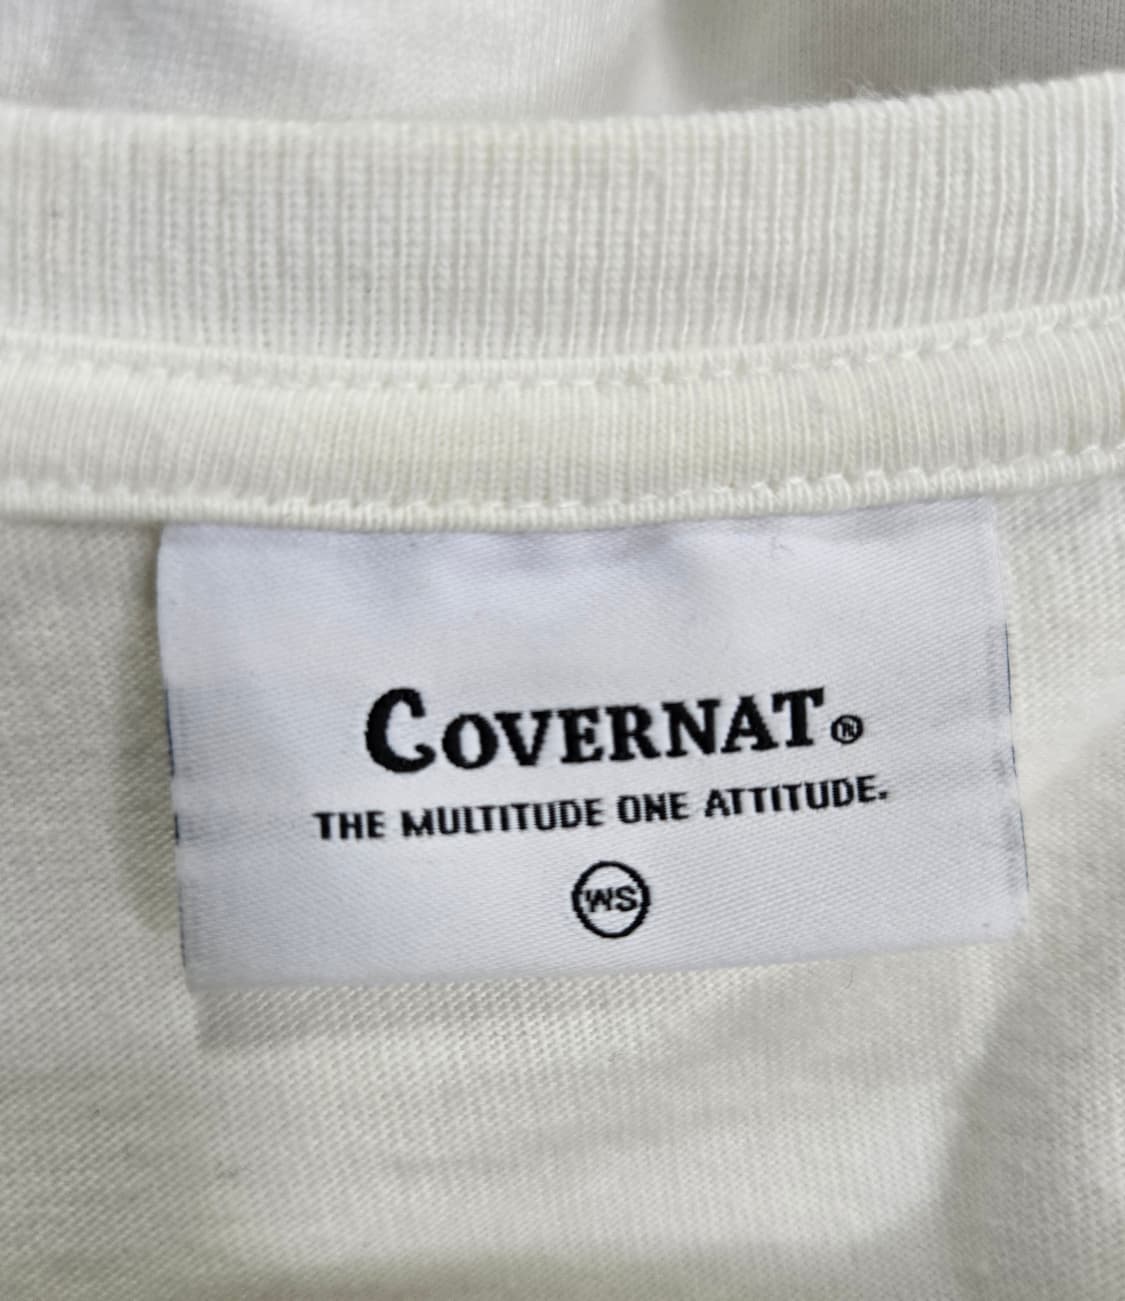 COVERNAT®
THE MULTITUDE ONE ATTITUDE.
WS